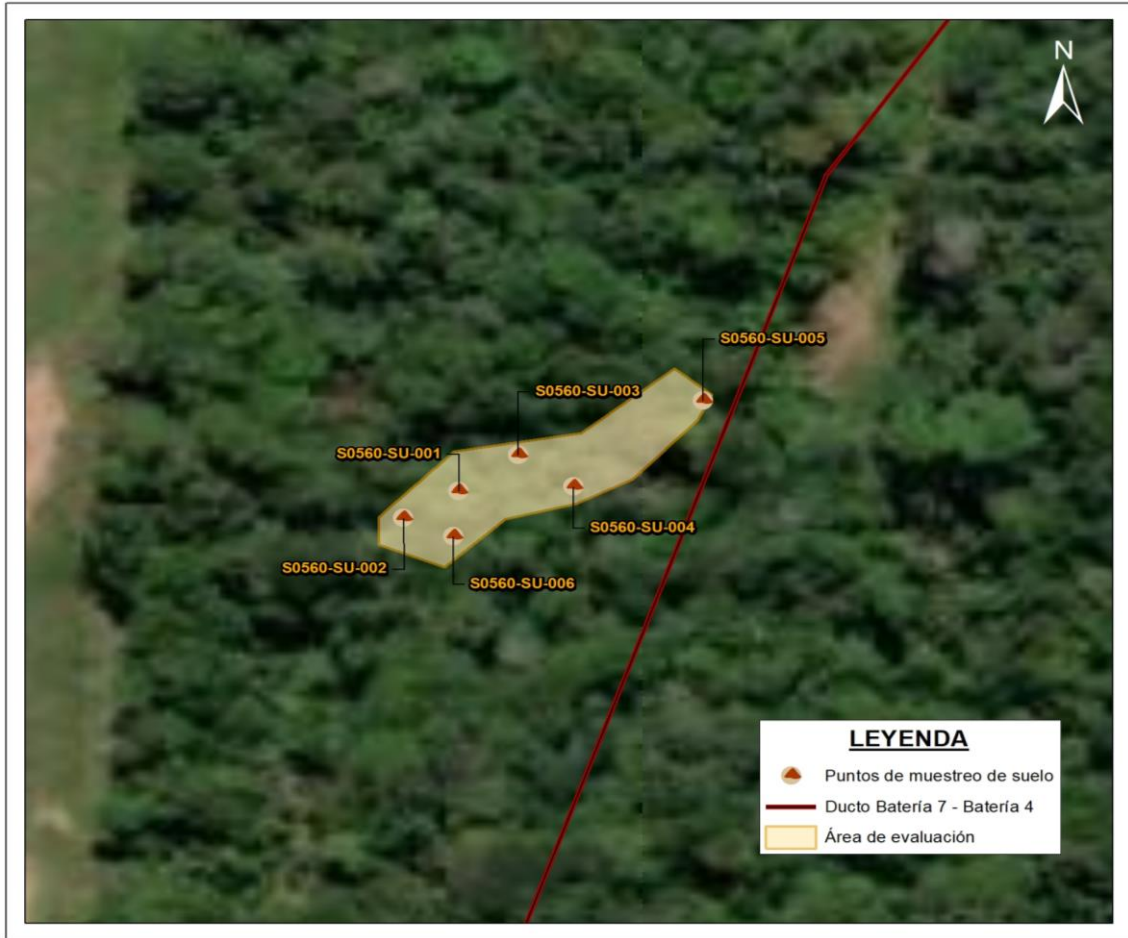 N
S0560-SU-005
S0560-SU-003
S0560-SU-001
S0560-SU-004
S0560-SU-002
S0560-SU-006
LEYENDA
Puntos de muestreo de suelo
Ducto Batería 7 - Batería 4
Área de evaluación